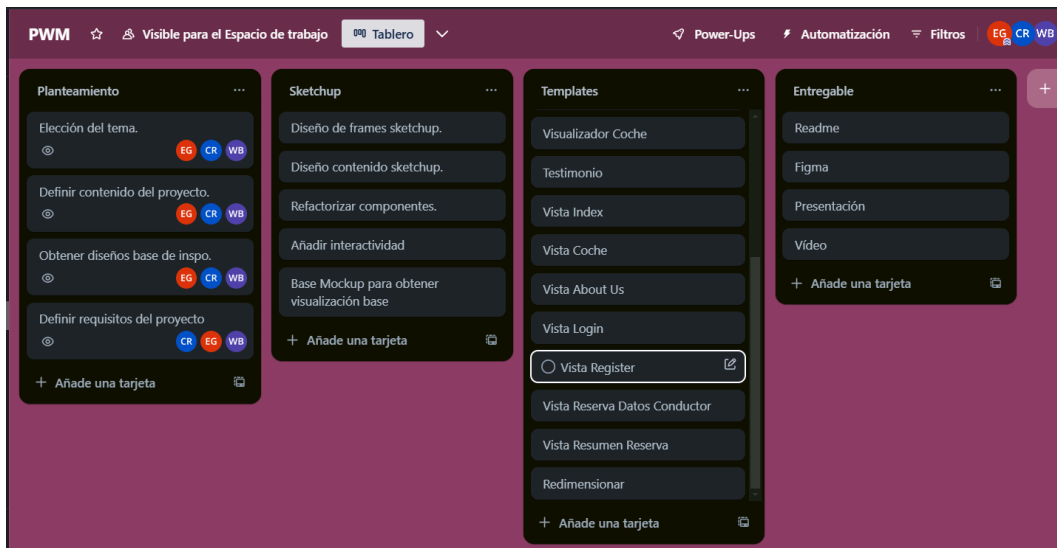 PWM
Visible para el Espacio de trabajo
Tablero
Power-Ups
Automatización
Filtros
EG CR WB
Planteamiento
Elección del tema.
EG CR WB
Definir contenido del proyecto.
EG CR WB
Obtener diseños base de inspo.
EG CR WB
Definir requisitos del proyecto
CR EG WB
+ Añade una tarjeta
Sketchup
Diseño de frames sketchup.
Diseño contenido sketchup.
Refactorizar componentes.
Añadir interactividad
Base Mockup para obtener
visualización base
+ Añade una tarjeta
Templates
Visualizador Coche
Testimonio
Vista Index
Vista Coche
Vista About Us
Vista Login
Vista Register
Vista Reserva Datos Conductor
Vista Resumen Reserva
Redimensionar
+ Añade una tarjeta
Entregable
Readme
Figma
Presentación
Vídeo
+ Añade una tarjeta
+